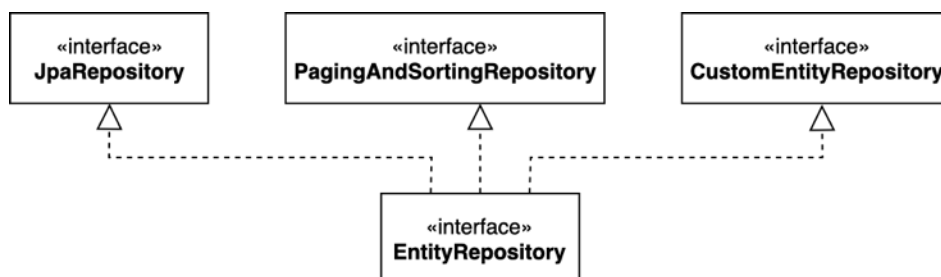 «interface»
JpaRepository
«interface»
PagingAndSortingRepository
«interface»
CustomEntityRepository
«interface»
EntityRepository